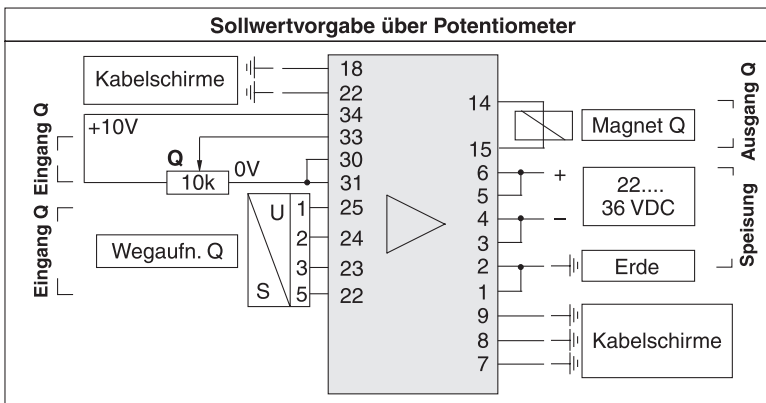 Sollwertvorgabe über Potentiometer
Kabelschirme
18
22
34
+10V
33
Eingang Q
Q
0V
30
10k
31
Eingang Q
Wegaufn. Q
U
S
1
2
3
5
25
24
23
22
14
15
Magnet Q
Ausgang Q
6
5
+
4
3
–
22....
36 VDC
Speisung
2
1
Erde
9
8
7
Kabelschirme